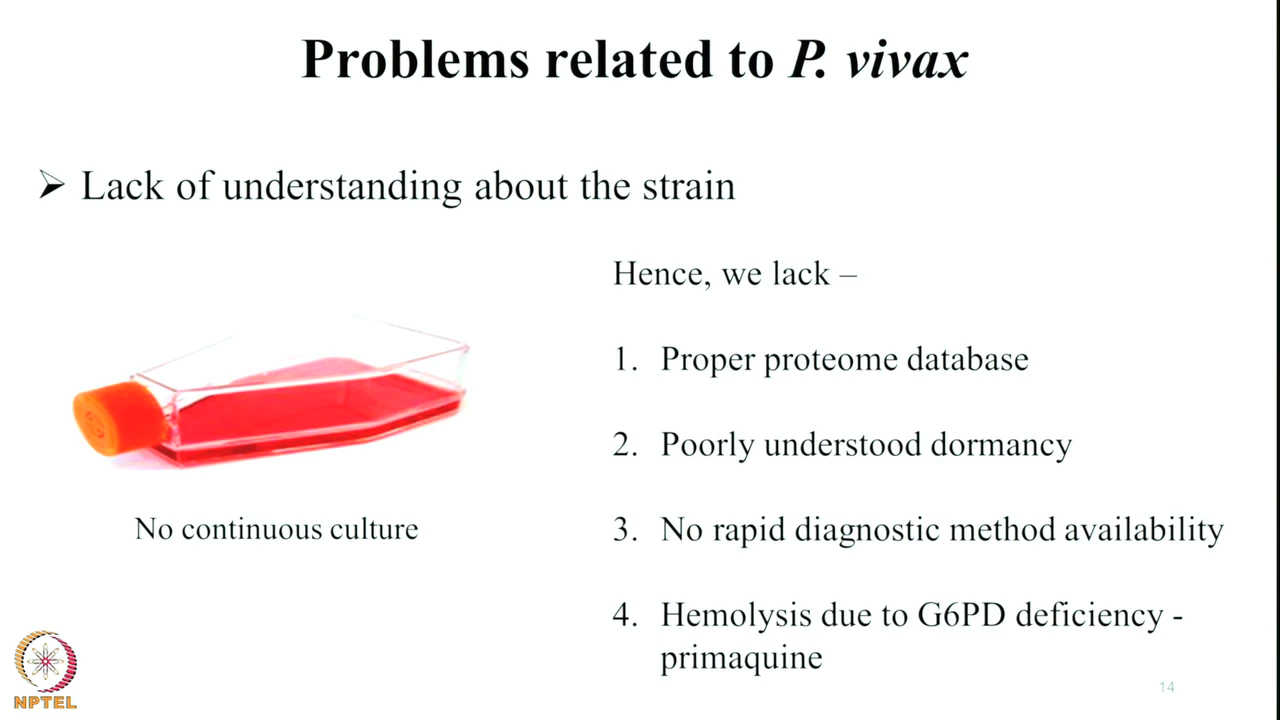 Problems related to P. vivax
➢ Lack of understanding about the strain
Hence, we lack –
1. Proper proteome database
2. Poorly understood dormancy
No continuous culture
3. No rapid diagnostic method availability
4. Hemolysis due to G6PD deficiency -
primaquine
NPTEL
14